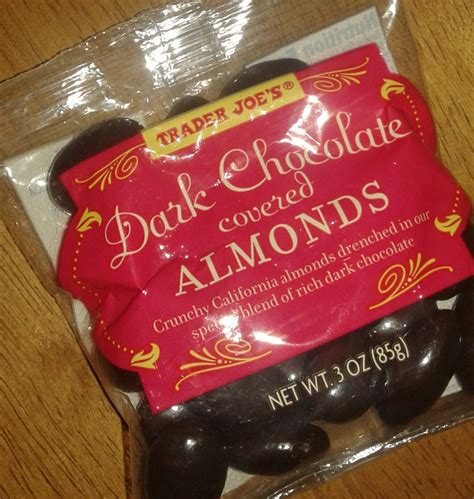 TRADER JOE'S®
Dark Chocolate
covered
ALMONDS
Crunchy California almonds drenched in our
blend of rich dark chocolate
NET WT. 3 OZ (85g)
Nutrition